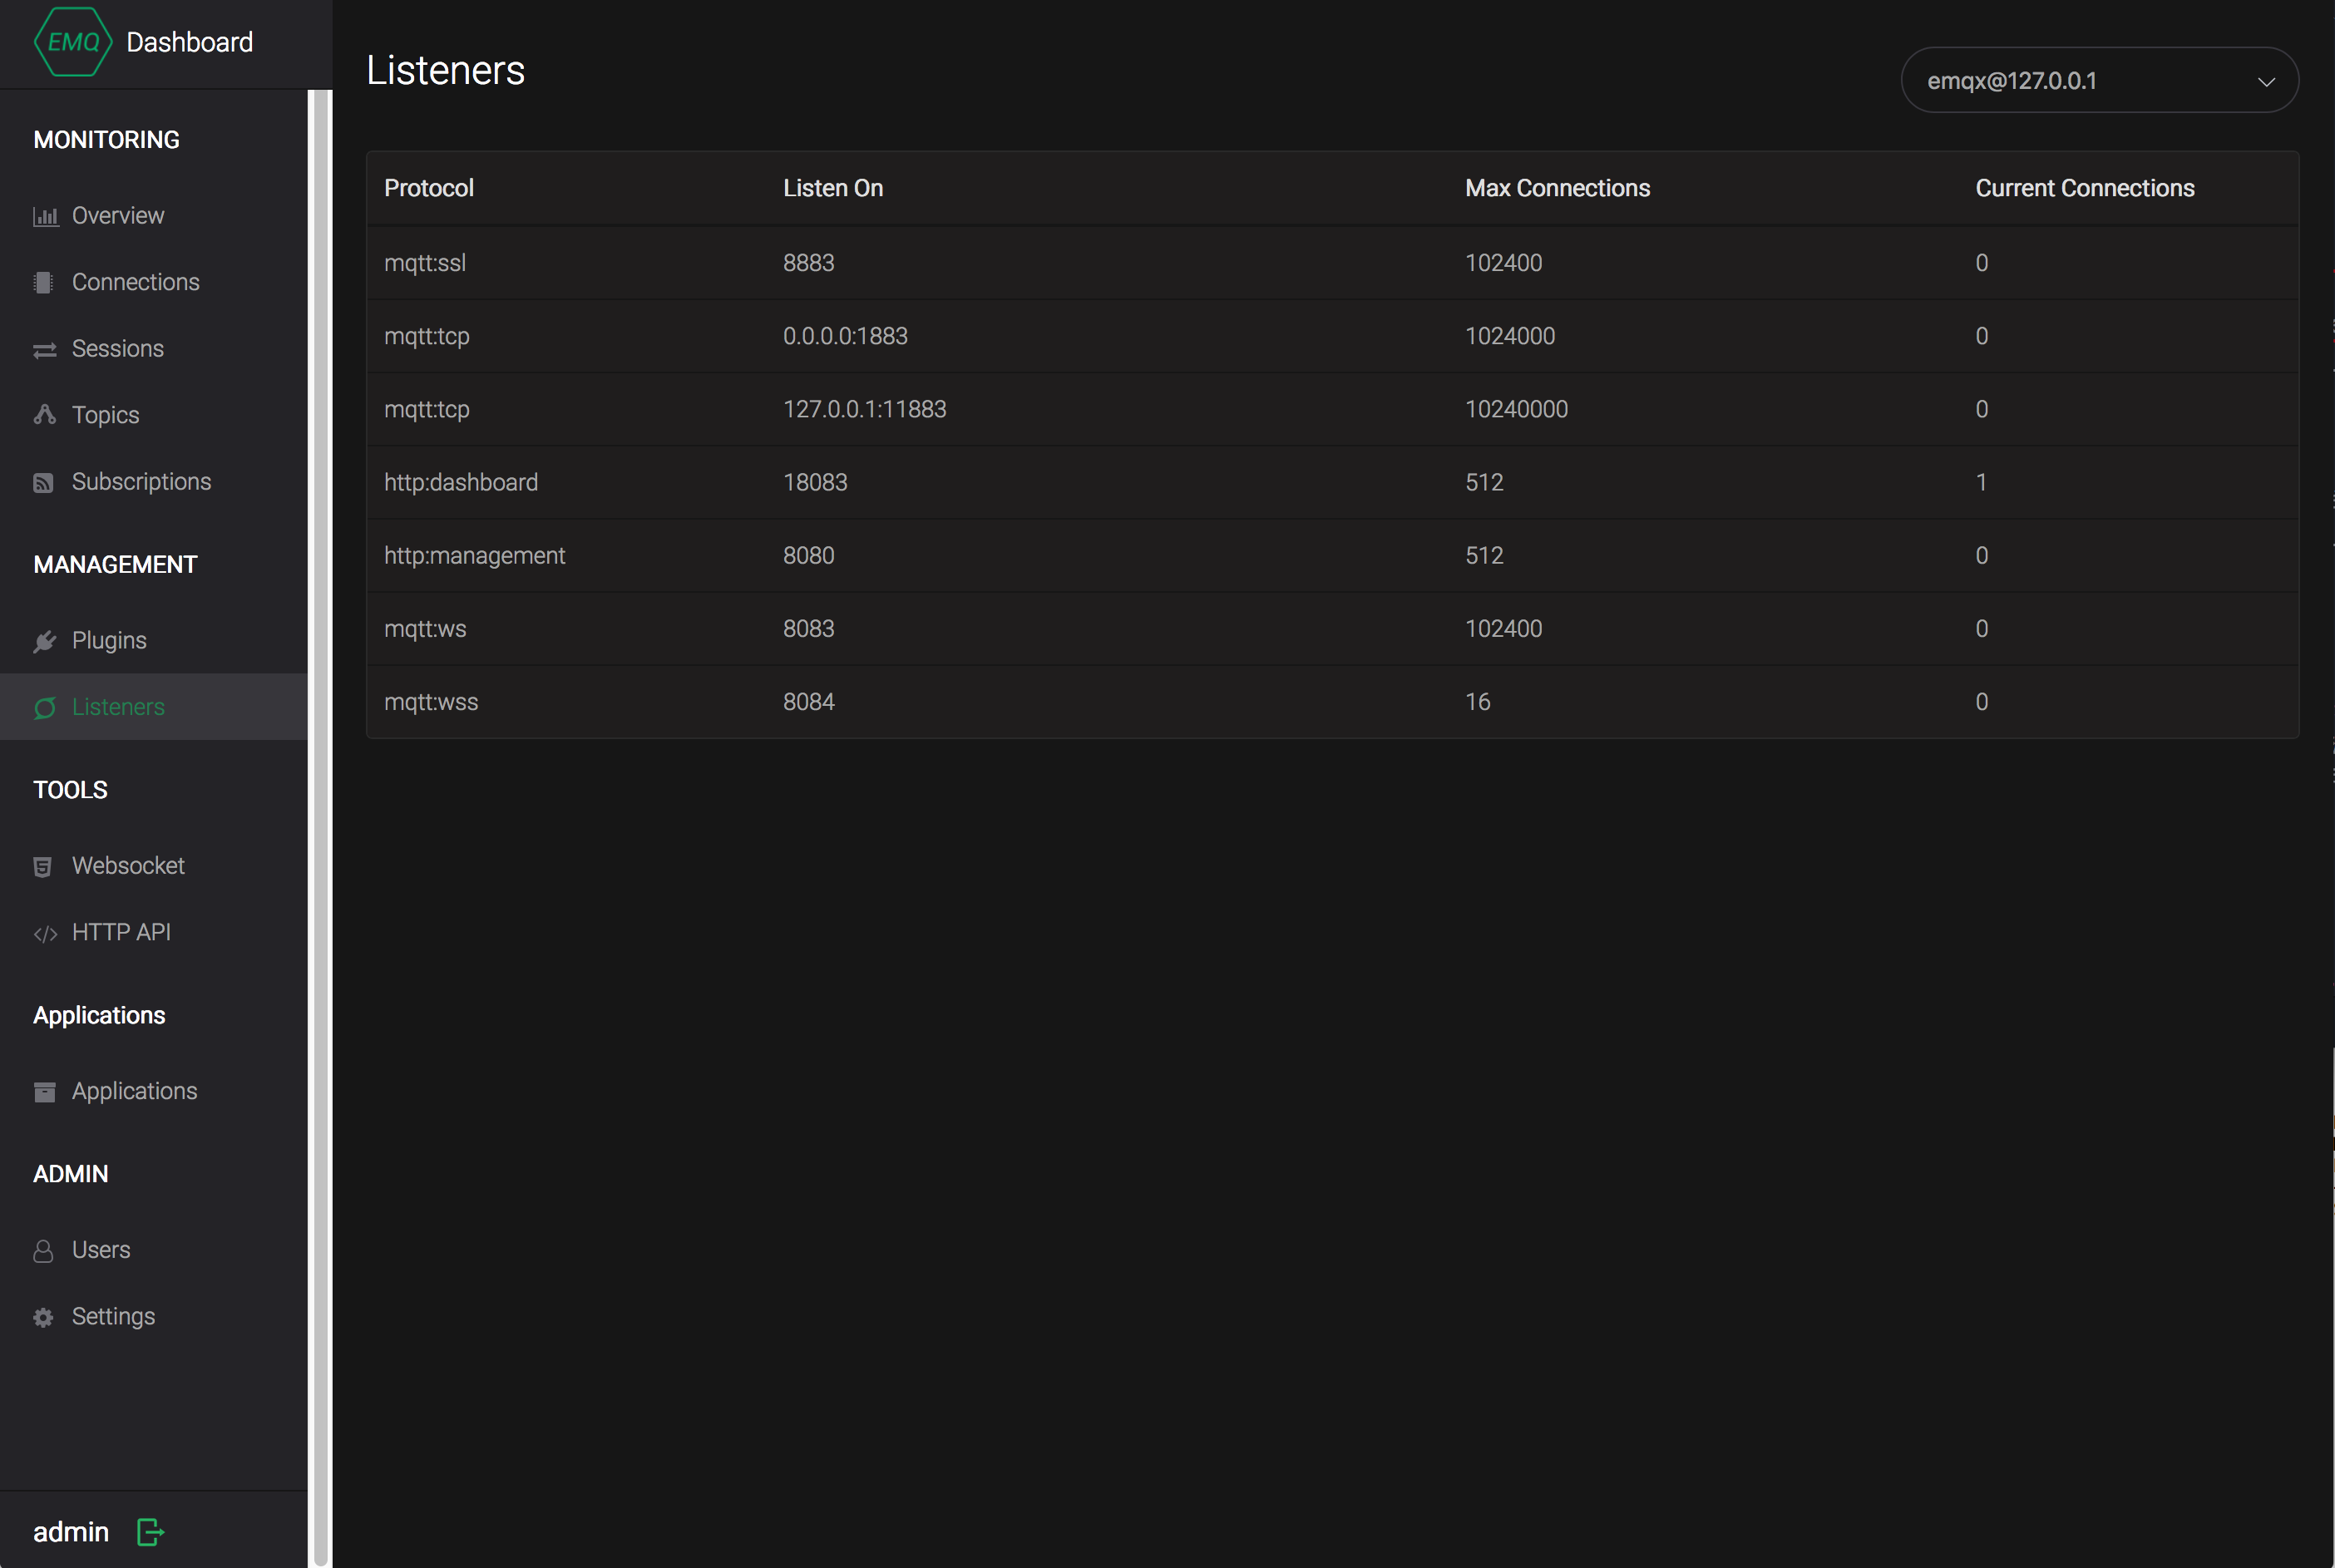 EMQ Dashboard
Listeners
emqx@127.0.0.1
MONITORING
Overview
Connections
Sessions
Topics
Subscriptions
MANAGEMENT
Plugins
Listeners
TOOLS
Websocket
HTTP API
Applications
Applications
ADMIN
Users
Settings
admin
Protocol Listen On Max Connections Current Connections
mqtt:ssl 8883 102400 0
mqtt:tcp 0.0.0.0:1883 1024000 0
mqtt:tcp 127.0.0.1:11883 10240000 0
http:dashboard 18083 512 1
http:management 8080 512 0
mqtt:ws 8083 102400 0
mqtt:wss 8084 16 0